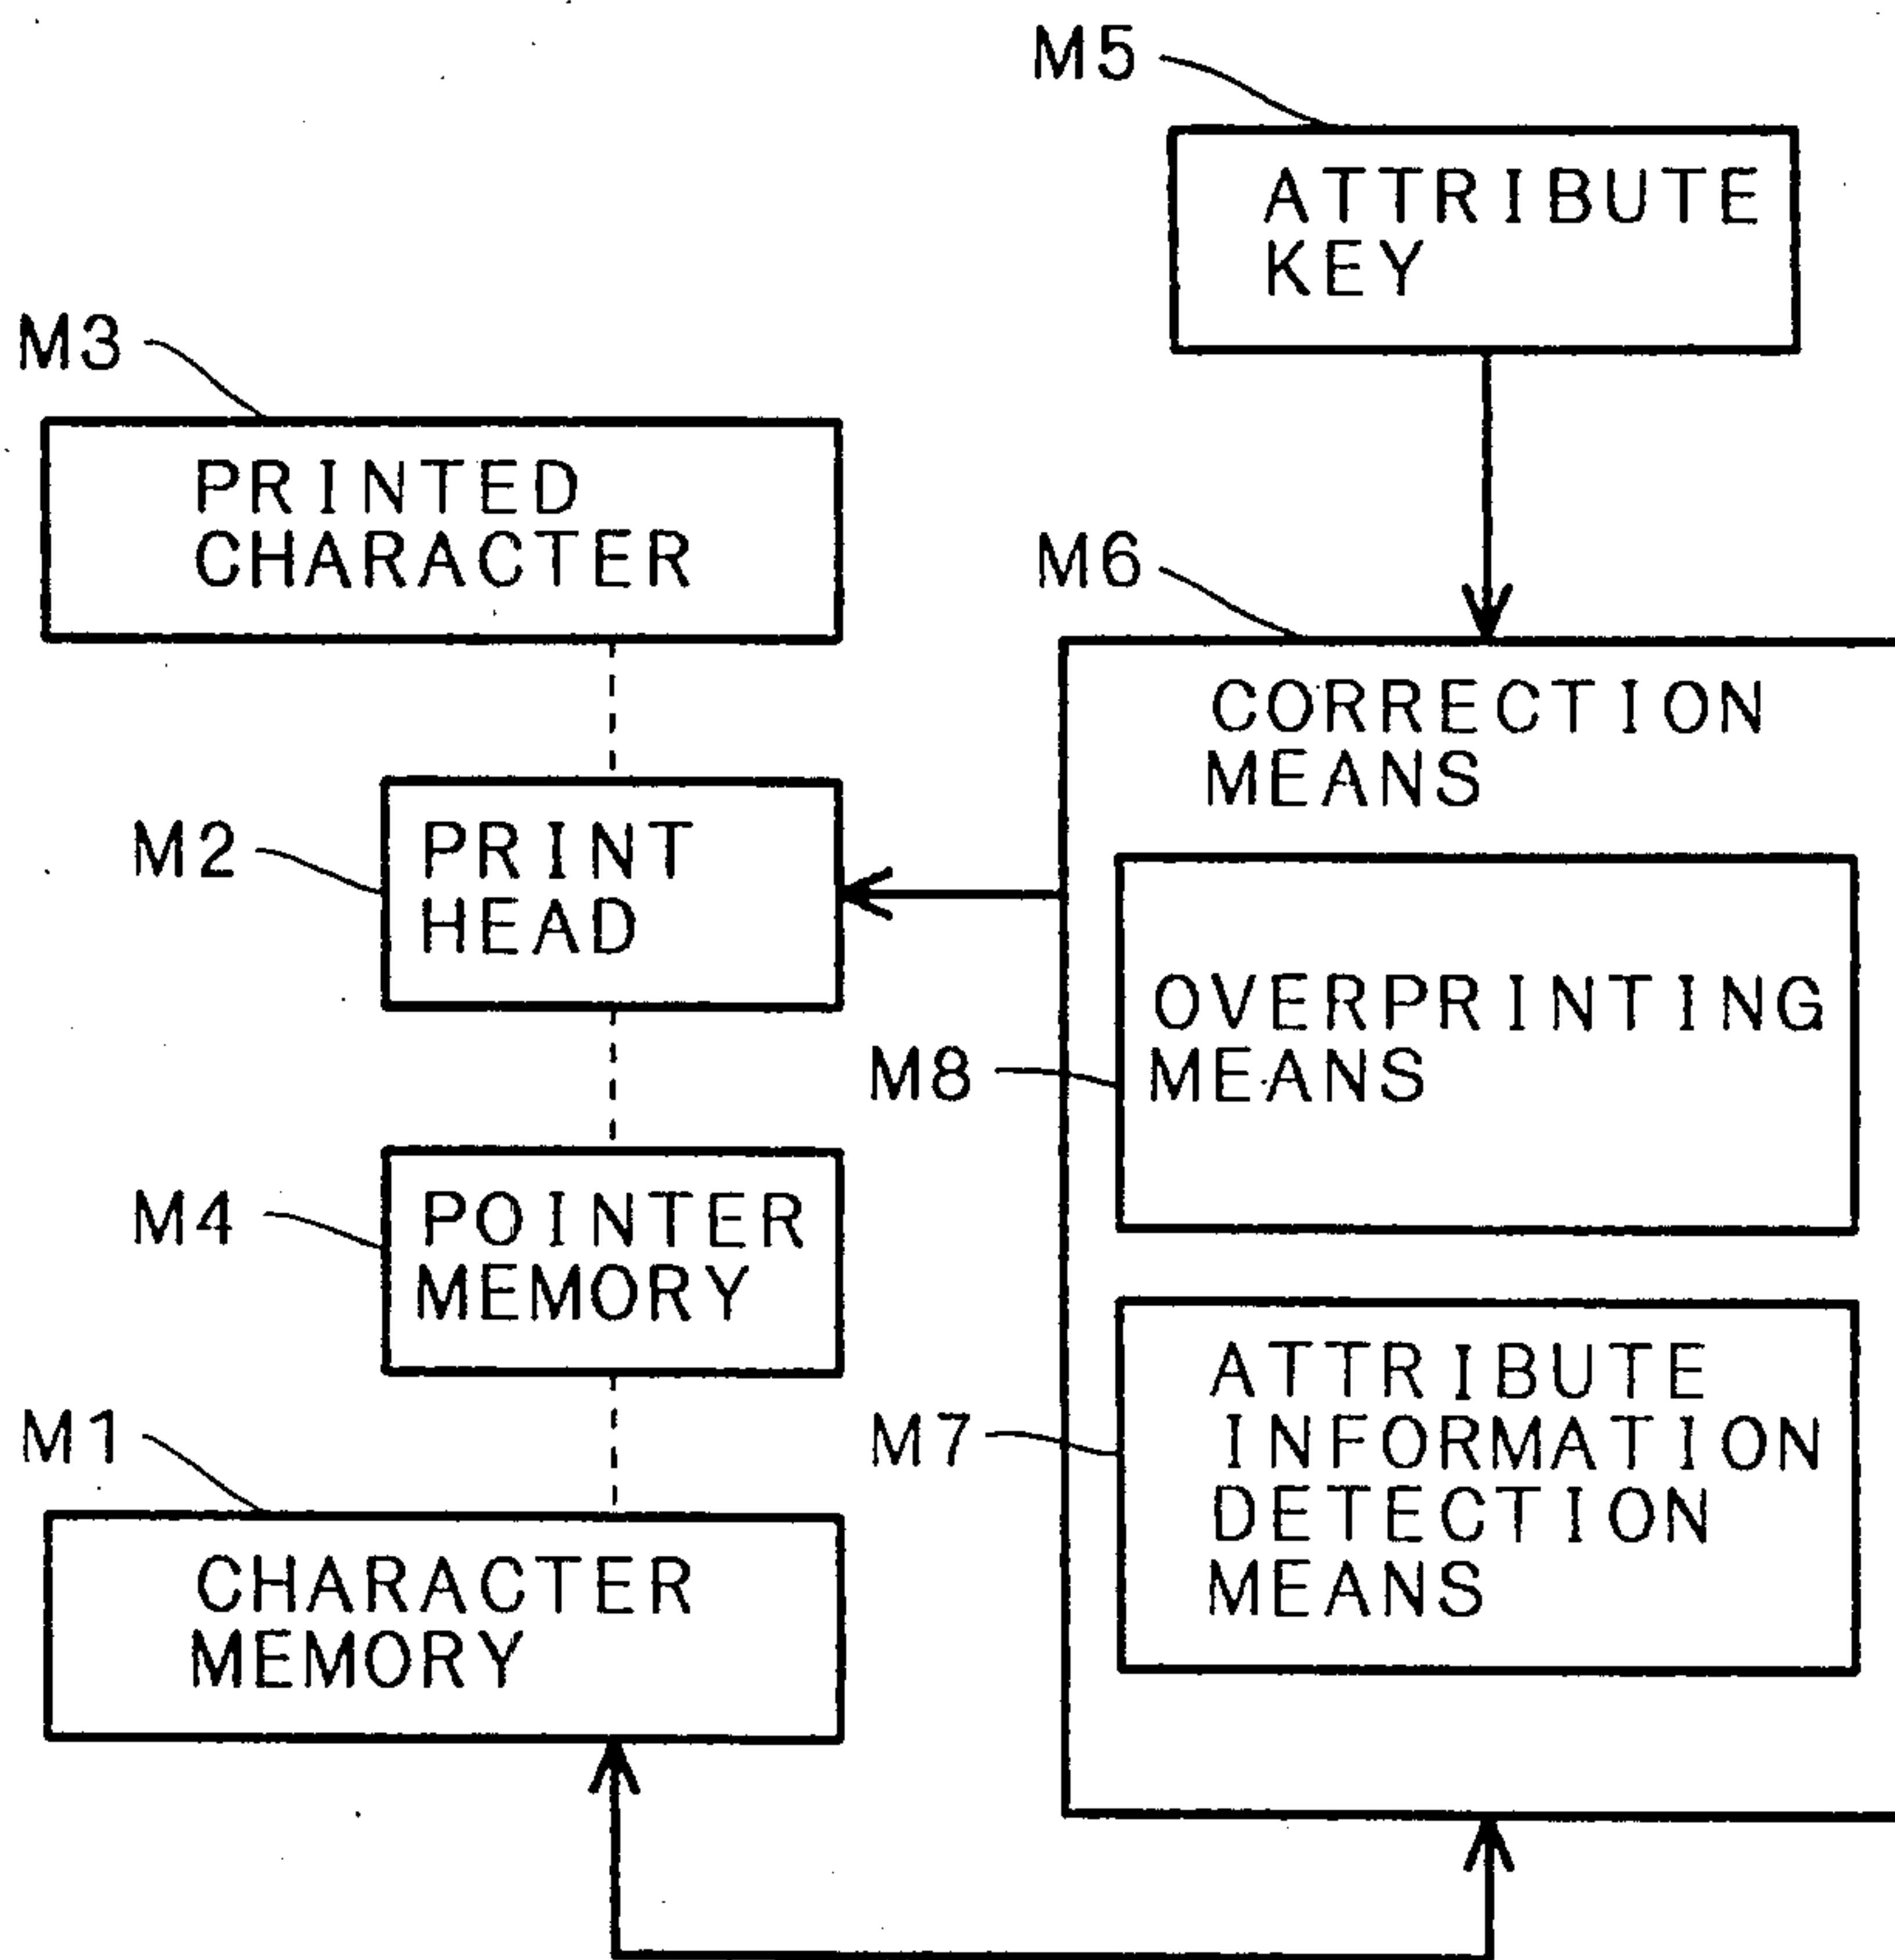 M5
ATTRIBUTE
KEY
M3
PRINTED
CHARACTER
M6
CORRECTION
MEANS
M2
PRINT
HEAD
M8
OVERPRINTING
MEANS
M4
POINTER
MEMORY
M7
ATTRIBUTE
INFORMATION
DETECTION
MEANS
M1
CHARACTER
MEMORY